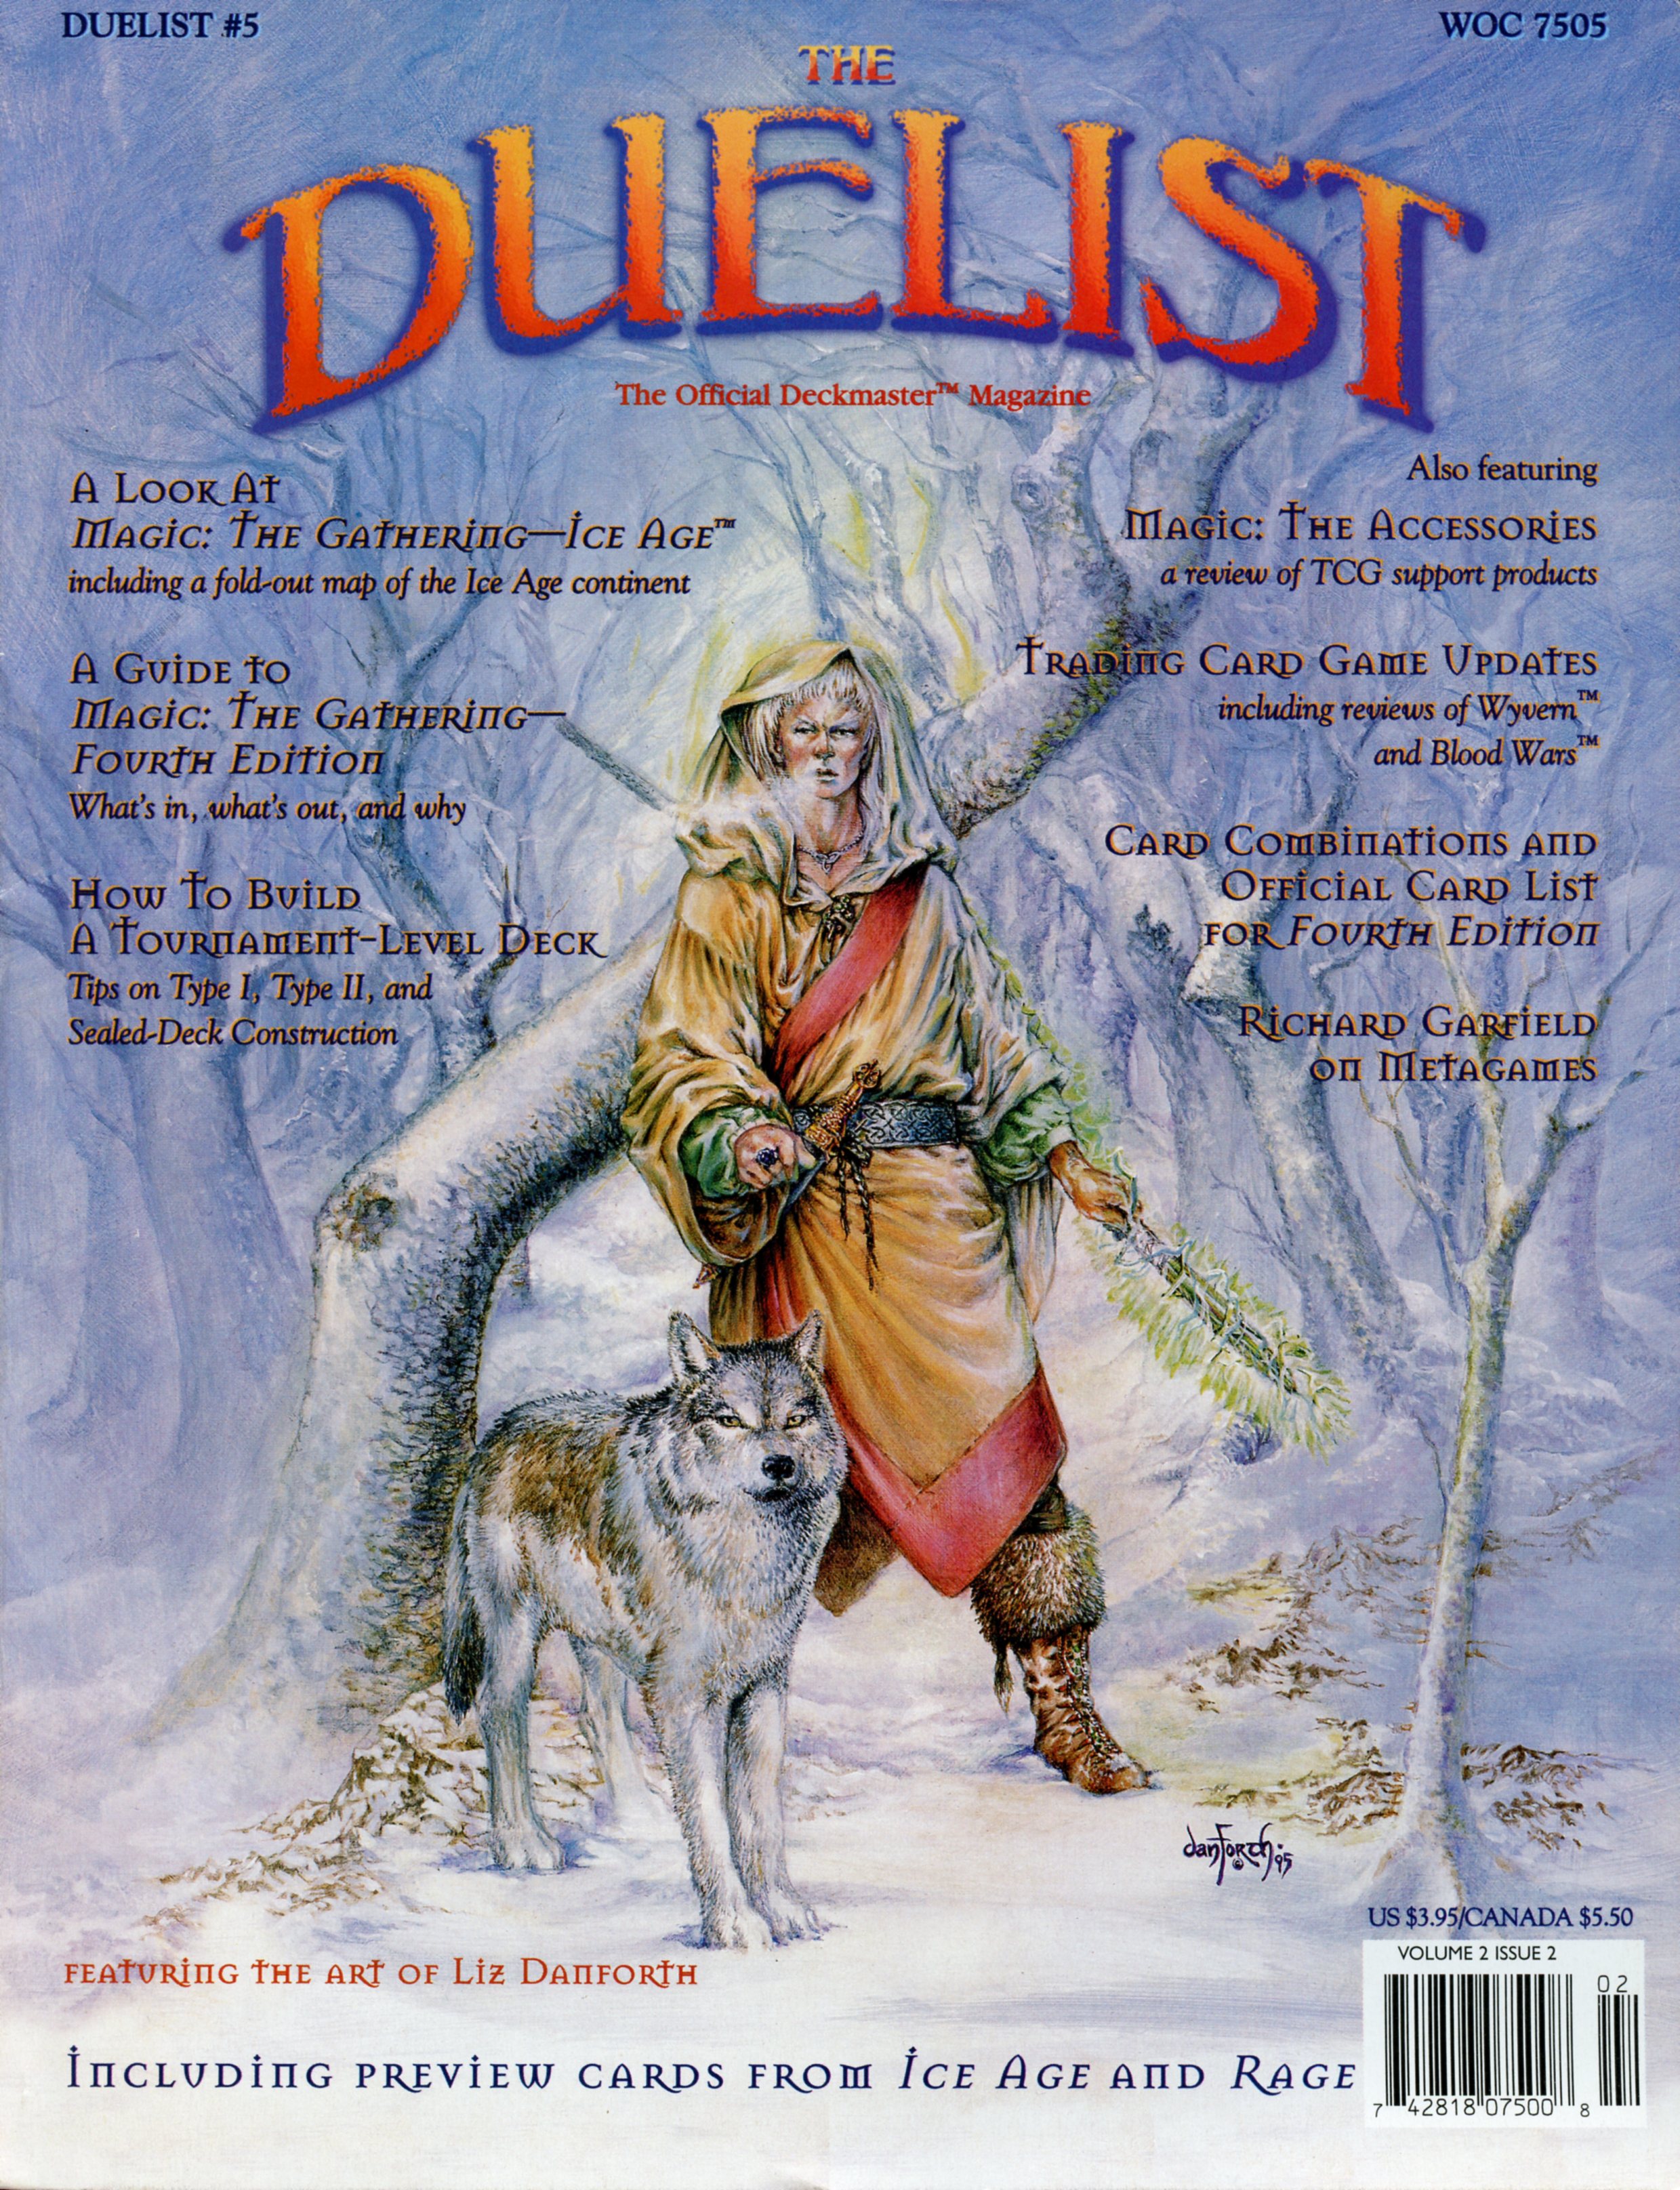 DUELIST #5
WOC 7505
THE
DUELIST
The Official Deckmaster™ Magazine
A Look At
Magic: The Gathering—Ice Age™
including a fold-out map of the Ice Age continent
A Guide to
Magic: The Gathering—
Fourth Edition
What's in, what's out, and why
How To Build
A Tournament-Level Deck
Tips on Type I, Type II, and
Sealed-Deck Construction
Also featuring
Magic: The Accessories
a review of TCG support products
Trading Card Game Updates
including reviews of Wyvern™
and Blood Wars™
Card Combinations and
Official Card List
for Fourth Edition
Richard Garfield
on Metagames
danforth © 95
US $3.95/CANADA $5.50
VOLUME 2 ISSUE 2
02
7 42818 07500 8
featuring the art of Liz Danforth
Including preview cards from Ice Age and Rage